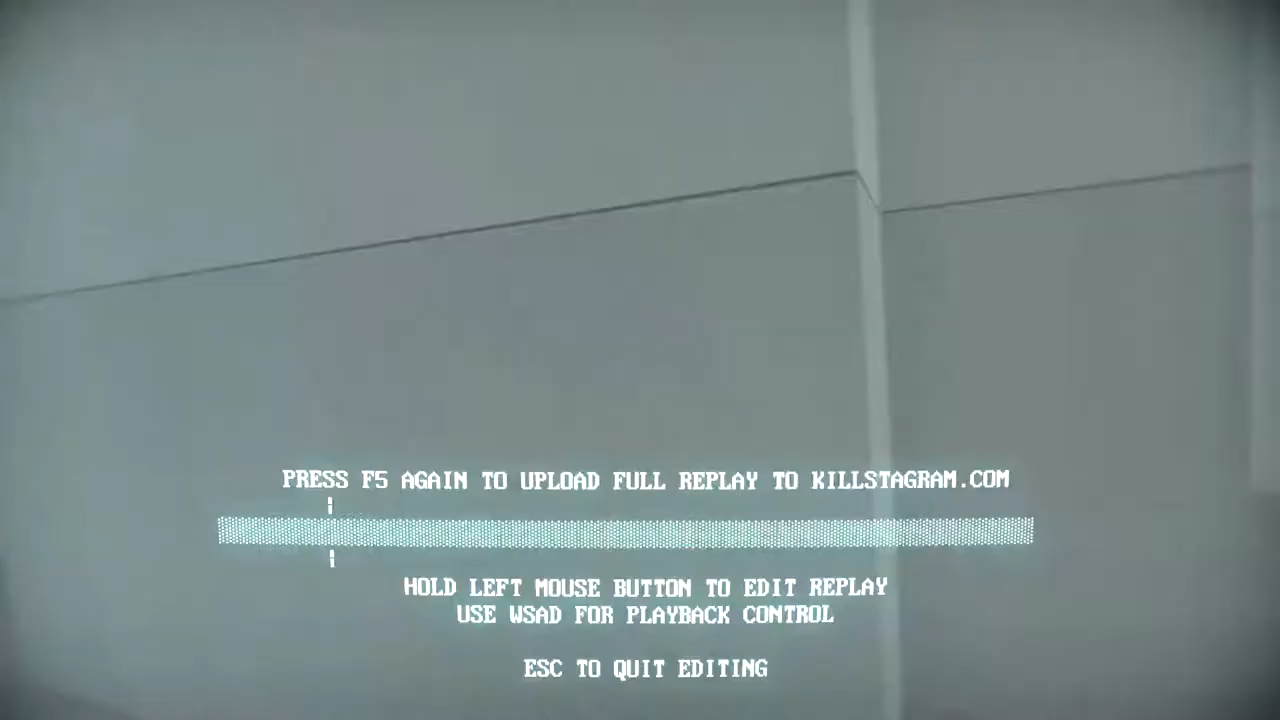 PRESS F5 AGAIN TO UPLOAD FULL REPLAY TO KILLSTAGRAM.COM
HOLD LEFT MOUSE BUTTON TO EDIT REPLAY
USE WSAD FOR PLAYBACK CONTROL
ESC TO QUIT EDITING